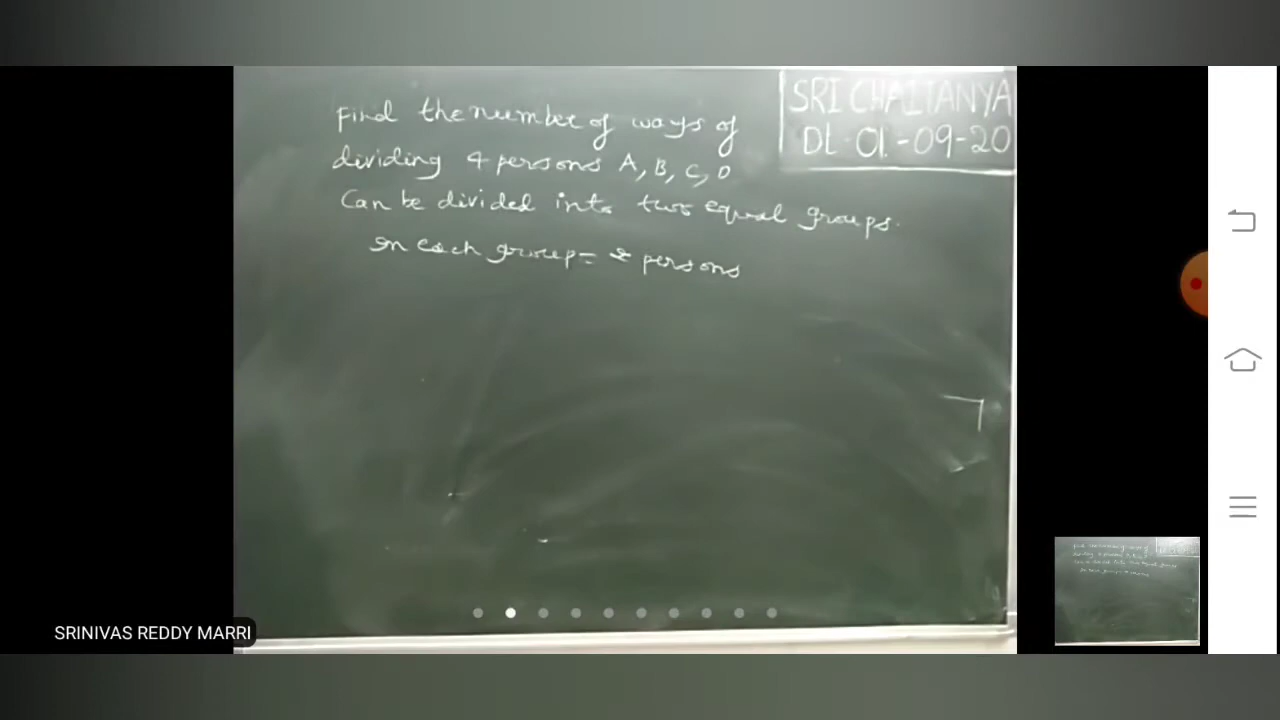 Find the number of ways of
dividing 4 persons A, B, C, D
Can be divided into two equal groups.
In each group = 2 persons
SRI CHAITANYA
Dt. 01.-09-20
SRINIVAS REDDY MARRI